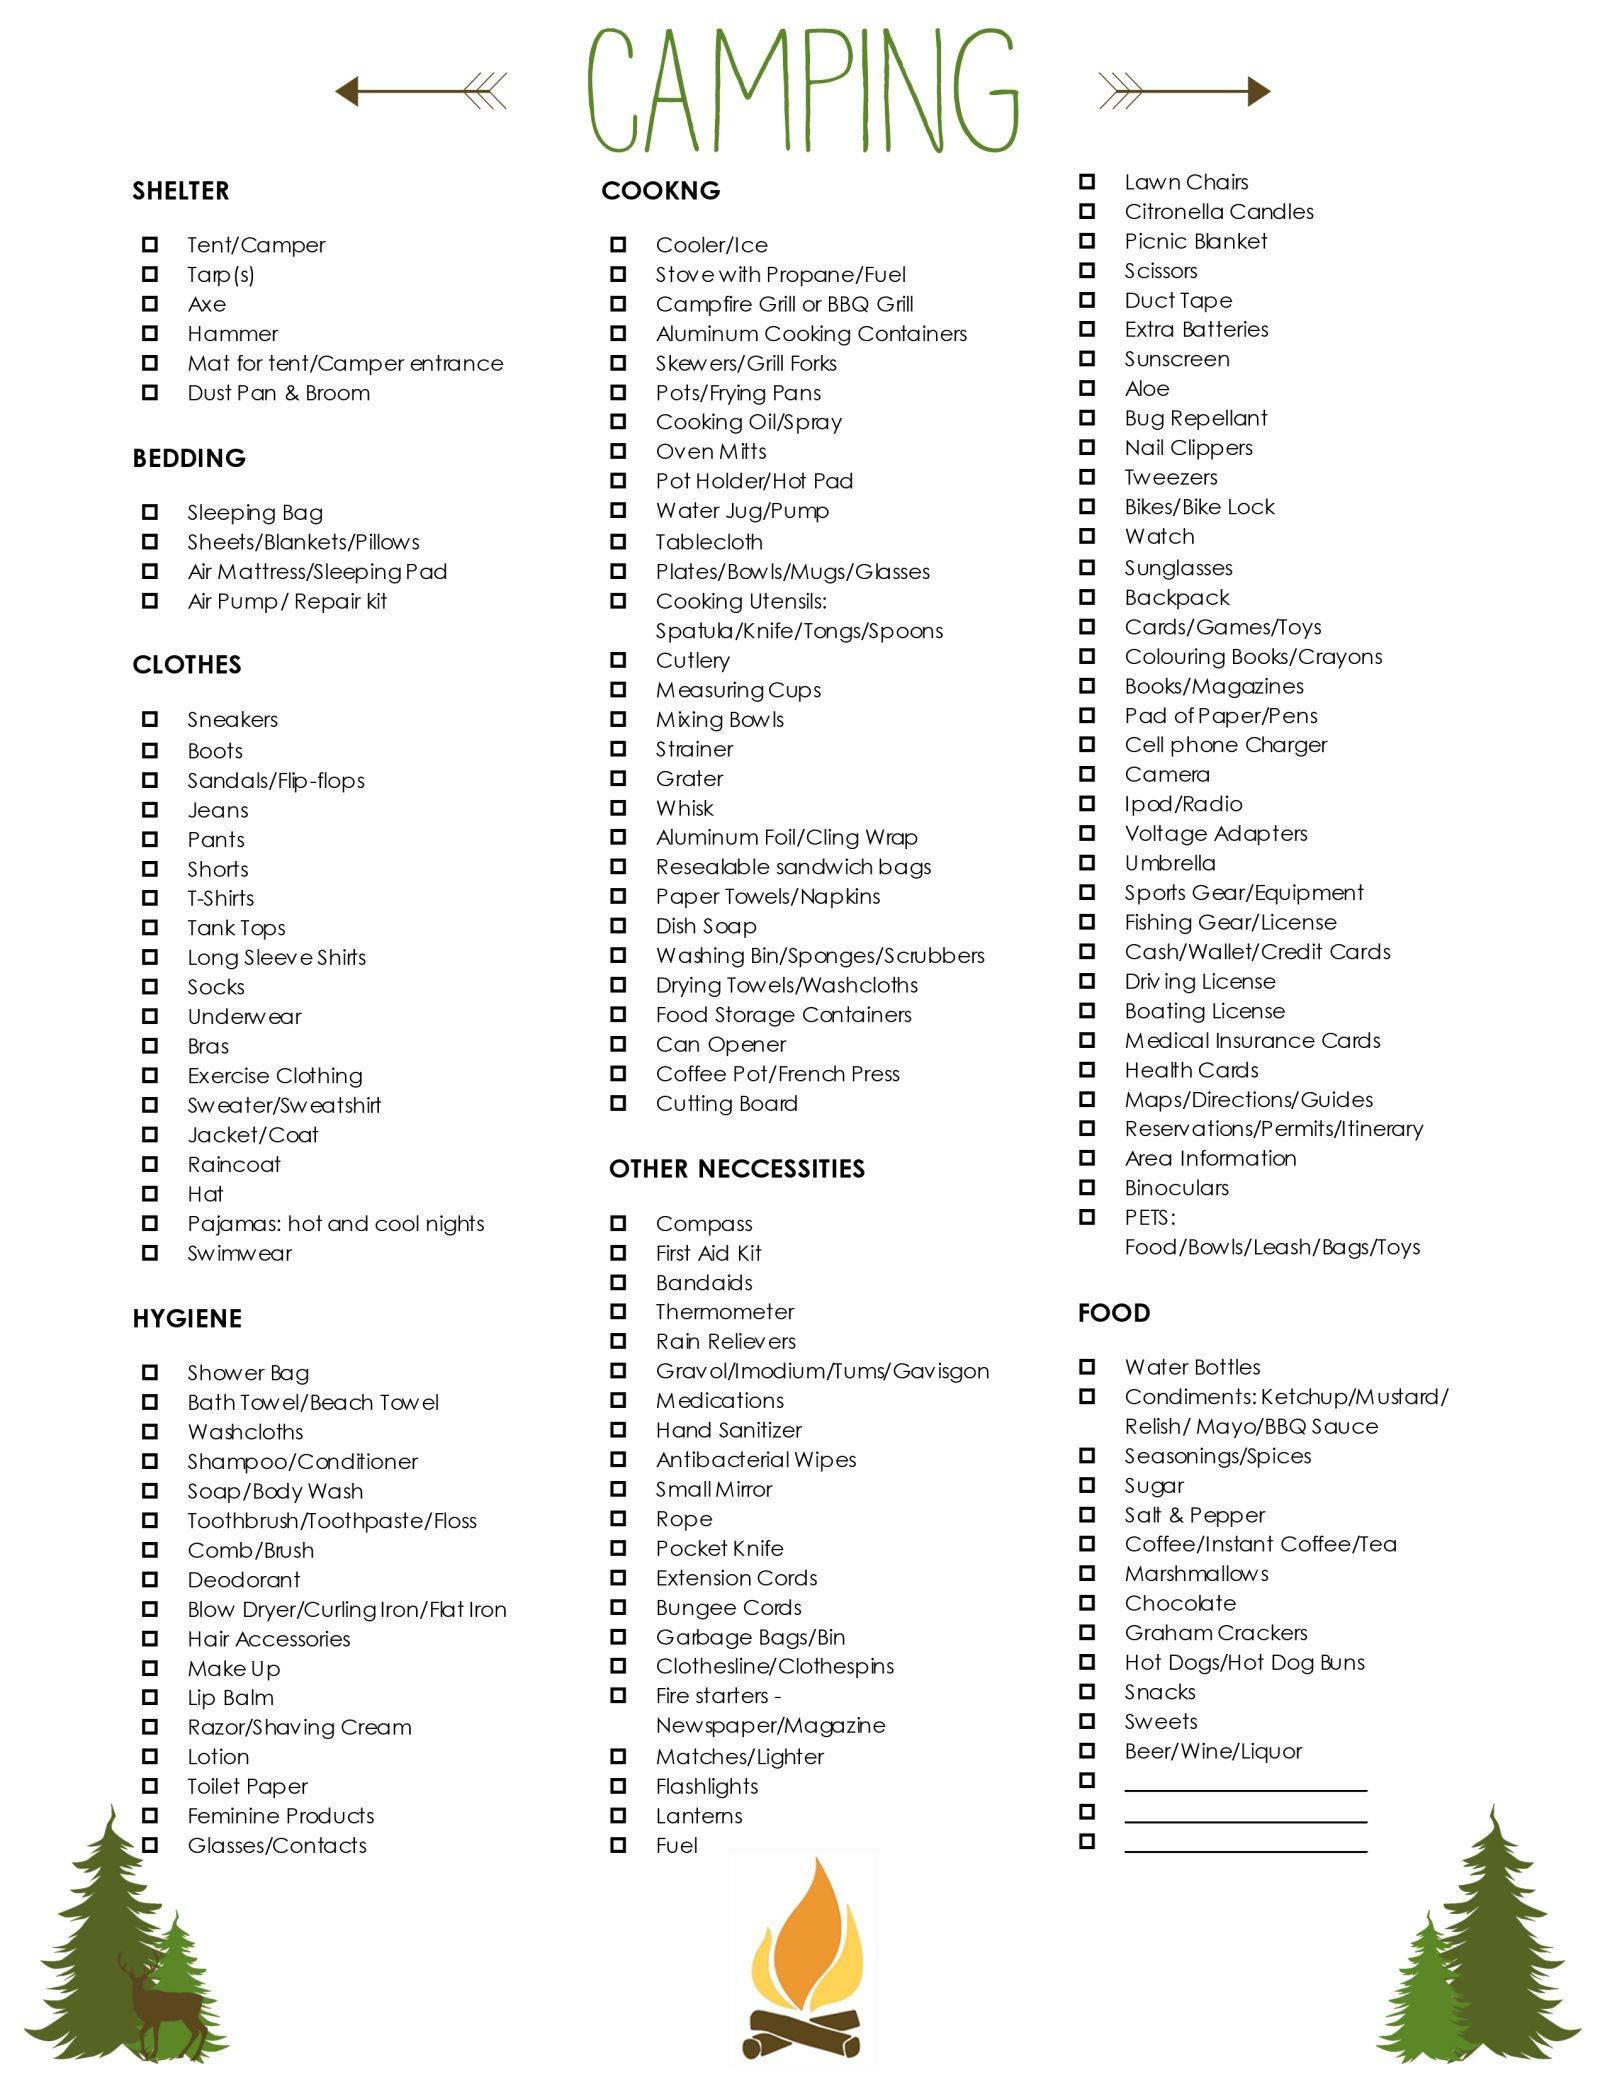 CAMPING
SHELTER
Tent/Camper
Tarp(s)
Axe
Hammer
Mat for tent/Camper entrance
Dust Pan & Broom
BEDDING
Sleeping Bag
Sheets/Blankets/Pillows
Air Mattress/Sleeping Pad
Air Pump/ Repair kit
CLOTHES
Sneakers
Boots
Sandals/Flip-flops
Jeans
Pants
Shorts
T-Shirts
Tank Tops
Long Sleeve Shirts
Socks
Underwear
Bras
Exercise Clothing
Sweater/Sweatshirt
Jacket/Coat
Raincoat
Hat
Pajamas: hot and cool nights
Swimwear
HYGIENE
Shower Bag
Bath Towel/Beach Towel
Washcloths
Shampoo/Conditioner
Soap/Body Wash
Toothbrush/Toothpaste/Floss
Comb/Brush
Deodorant
Blow Dryer/Curling Iron/Flat Iron
Hair Accessories
Make Up
Lip Balm
Razor/Shaving Cream
Lotion
Toilet Paper
Feminine Products
Glasses/Contacts
COOKNG
Cooler/Ice
Stove with Propane/Fuel
Campfire Grill or BBQ Grill
Aluminum Cooking Containers
Skewers/Grill Forks
Pots/Frying Pans
Cooking Oil/Spray
Oven Mitts
Pot Holder/Hot Pad
Water Jug/Pump
Tablecloth
Plates/Bowls/Mugs/Glasses
Cooking Utensils:
Spatula/Knife/Tongs/Spoons
Cutlery
Measuring Cups
Mixing Bowls
Strainer
Grater
Whisk
Aluminum Foil/Cling Wrap
Resealable sandwich bags
Paper Towels/Napkins
Dish Soap
Washing Bin/Sponges/Scrubbers
Drying Towels/Washcloths
Food Storage Containers
Can Opener
Coffee Pot/French Press
Cutting Board
OTHER NECCESSITIES
Compass
First Aid Kit
Bandaids
Thermometer
Rain Relievers
Gravol/Imodium/Tums/Gavisgon
Medications
Hand Sanitizer
Antibacterial Wipes
Small Mirror
Rope
Pocket Knife
Extension Cords
Bungee Cords
Garbage Bags/Bin
Clothesline/Clothespins
Fire starters -
Newspaper/Magazine
Matches/Lighter
Flashlights
Lanterns
Fuel
Lawn Chairs
Citronella Candles
Picnic Blanket
Scissors
Duct Tape
Extra Batteries
Sunscreen
Aloe
Bug Repellant
Nail Clippers
Tweezers
Bikes/Bike Lock
Watch
Sunglasses
Backpack
Cards/Games/Toys
Colouring Books/Crayons
Books/Magazines
Pad of Paper/Pens
Cell phone Charger
Camera
Ipod/Radio
Voltage Adapters
Umbrella
Sports Gear/Equipment
Fishing Gear/License
Cash/Wallet/Credit Cards
Driving License
Boating License
Medical Insurance Cards
Health Cards
Maps/Directions/Guides
Reservations/Permits/Itinerary
Area Information
Binoculars
PETS:
Food/Bowls/Leash/Bags/Toys
FOOD
Water Bottles
Condiments: Ketchup/Mustard/
Relish/ Mayo/BBQ Sauce
Seasonings/Spices
Sugar
Salt & Pepper
Coffee/Instant Coffee/Tea
Marshmallows
Chocolate
Graham Crackers
Hot Dogs/Hot Dog Buns
Snacks
Sweets
Beer/Wine/Liquor